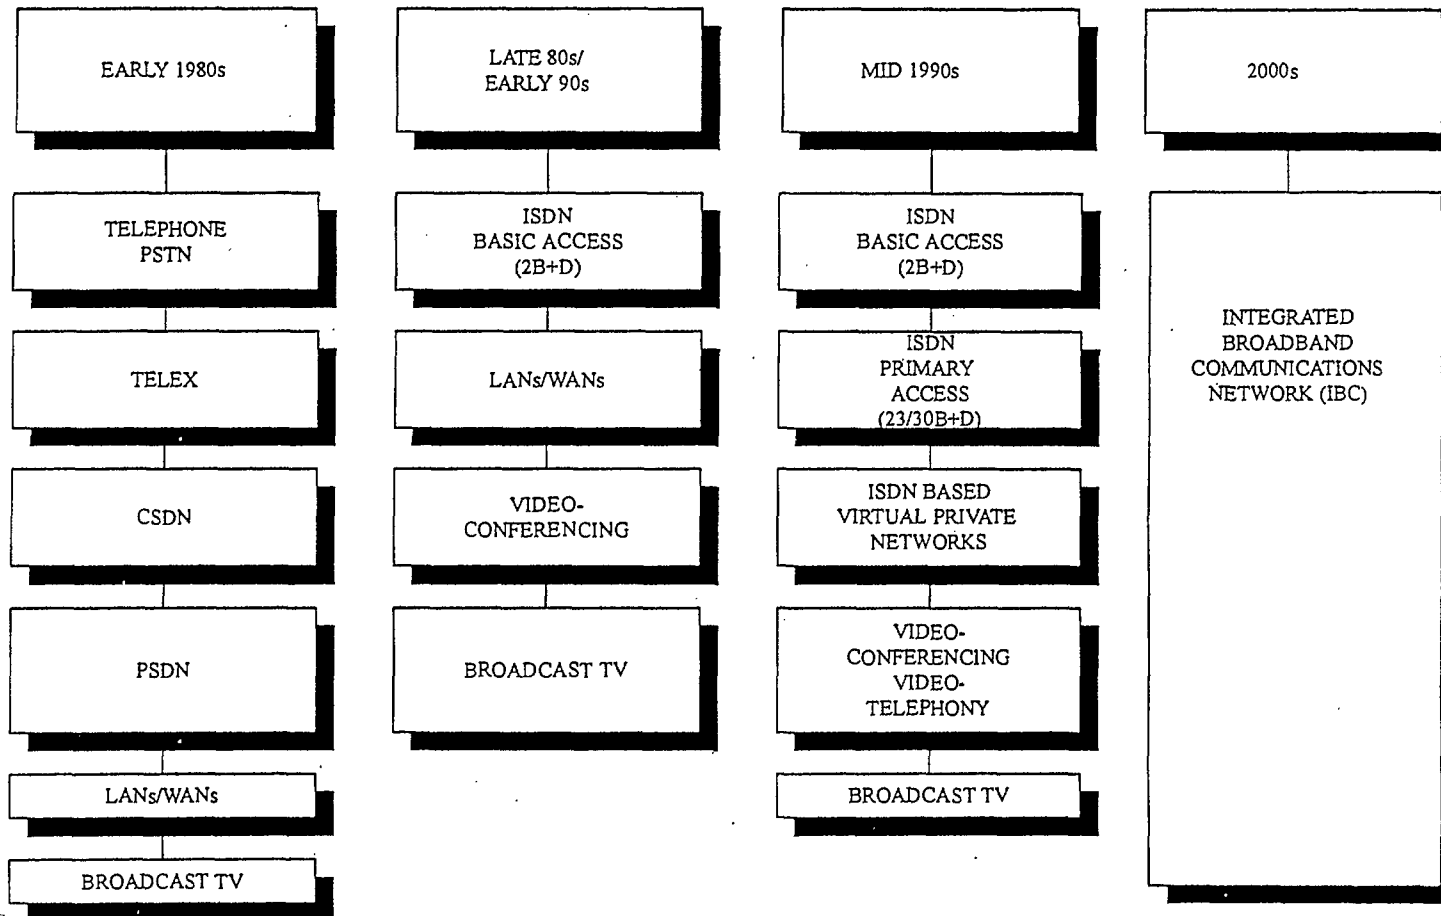 EARLY 1980s
TELEPHONE
PSTN
TELEX
CSDN
PSDN
LANs/WANs
BROADCAST TV
LATE 80s/
EARLY 90s
ISDN
BASIC ACCESS
(2B+D)
LANs/WANs
VIDEO-
CONFERENCING
BROADCAST TV
MID 1990s
ISDN
BASIC ACCESS
(2B+D)
ISDN
PRIMARY
ACCESS
(23/30B+D)
ISDN BASED
VIRTUAL PRIVATE
NETWORKS
VIDEO-
CONFERENCING
VIDEO-
TELEPHONY
BROADCAST TV
2000s
INTEGRATED
BROADBAND
COMMUNICATIONS
NETWORK (IBC)